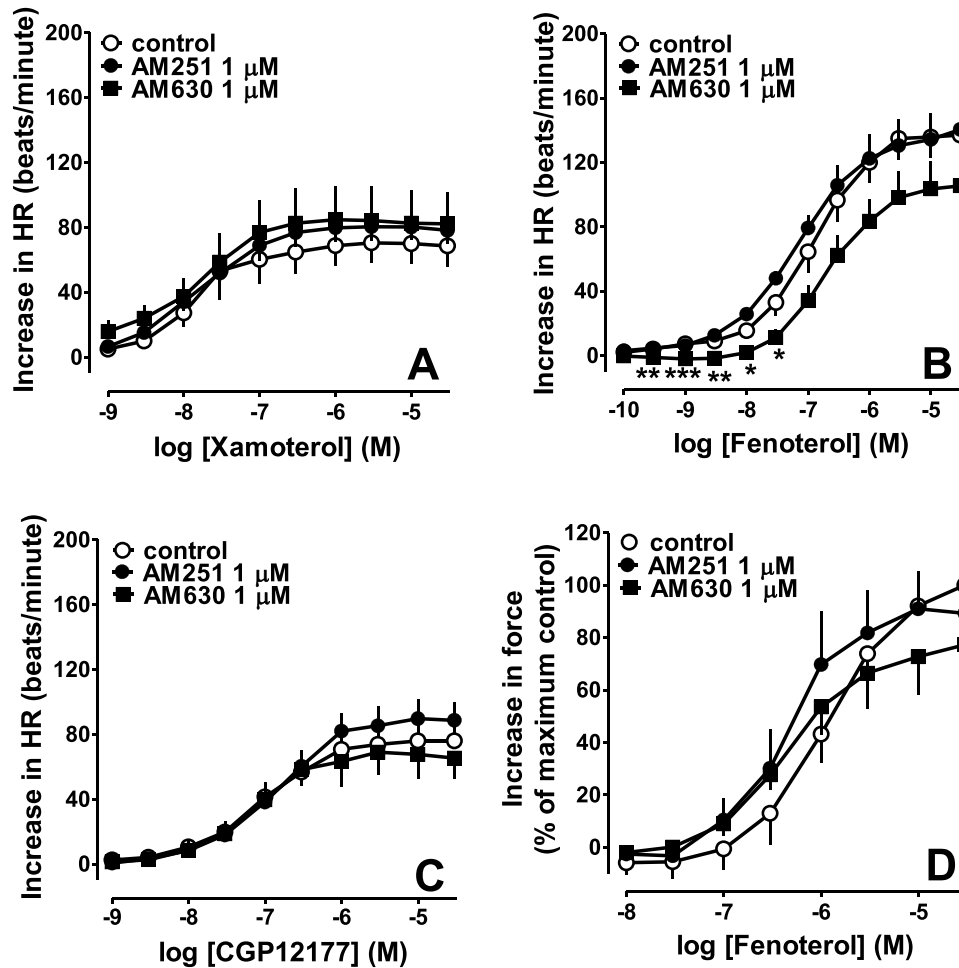 control
AM251 1 μM
AM630 1 μM
Increase in HR (beats/minute)
200
160
120
80
40
0
A
-9
-8
-7
-6
-5
log [Xamoterol] (M)
control
AM251 1 μM
AM630 1 μM
Increase in HR (beats/minute)
200
160
120
80
40
0
** *** ** * *
B
-10
-9
-8
-7
-6
-5
log [Fenoterol] (M)
control
AM251 1 μM
AM630 1 μM
Increase in HR (beats/minute)
200
160
120
80
40
0
C
-9
-8
-7
-6
-5
log [CGP12177] (M)
control
AM251 1 μM
AM630 1 μM
Increase in force
(% of maximum control)
120
100
80
60
40
20
0
D
-8
-7
-6
-5
log [Fenoterol] (M)